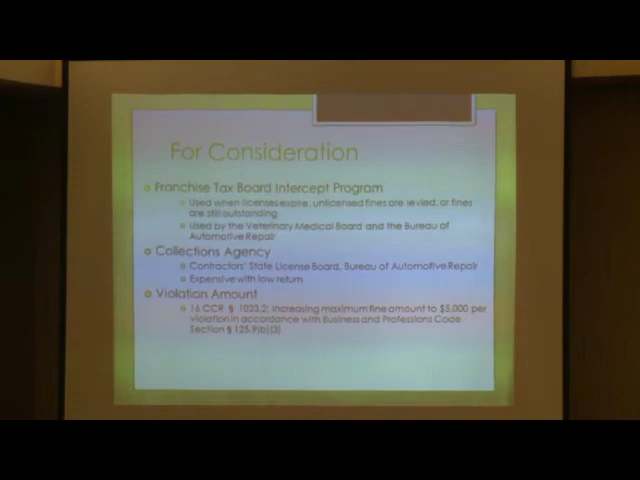 For Consideration
Franchise Tax Board Intercept Program
Used when licenses expire, unlicensed fines are levied, or fines
are still outstanding
Used by the Veterinary Medical Board and the Bureau of
Automotive Repair
Collections Agency
Contractors' State License Board, Bureau of Automotive Repair
Expensive with low return
Violation Amount
16 CCR § 1023.2; increasing maximum fine amount to $5,000 per
violation in accordance with Business and Professions Code
Section § 125.9(b)(3)